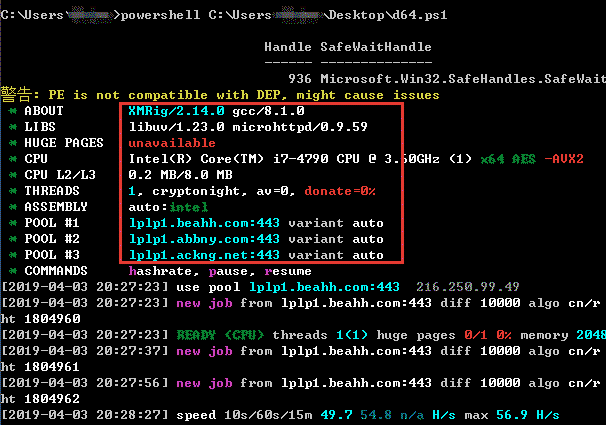 C:\Users\ >powershell C:\Users\ \Desktop\d64.ps1
Handle SafeWaitHandle
------ --------------
936 Microsoft.Win32.SafeHandles.SafeWait
警告: PE is not compatible with DEP, might cause issues
* ABOUT XMRig/2.14.0 gcc/8.1.0
* LIBS libuv/1.23.0 microhttpd/0.9.59
* HUGE PAGES unavailable
* CPU Intel(R) Core(TM) i7-4790 CPU @ 3.60GHz (1) x64 AES -AVX2
* CPU L2/L3 0.2 MB/8.0 MB
* THREADS 1, cryptonight, av=0, donate=0%
* ASSEMBLY auto:intel
* POOL #1 lplp1.beahh.com:443 variant auto
* POOL #2 lplp1.abbny.com:443 variant auto
* POOL #3 lplp1.ackng.net:443 variant auto
* COMMANDS hashrate, pause, resume
[2019-04-03 20:27:23] use pool lplp1.beahh.com:443 216.250.99.49
[2019-04-03 20:27:23] new job from lplp1.beahh.com:443 diff 10000 algo cn/r
ht 1804960
[2019-04-03 20:27:23] READY (CPU) threads 1(1) huge pages 0/1 0% memory 2048
[2019-04-03 20:27:37] new job from lplp1.beahh.com:443 diff 10000 algo cn/r
ht 1804961
[2019-04-03 20:27:56] new job from lplp1.beahh.com:443 diff 10000 algo cn/r
ht 1804962
[2019-04-03 20:28:27] speed 10s/60s/15m 49.7 54.8 n/a H/s max 56.9 H/s